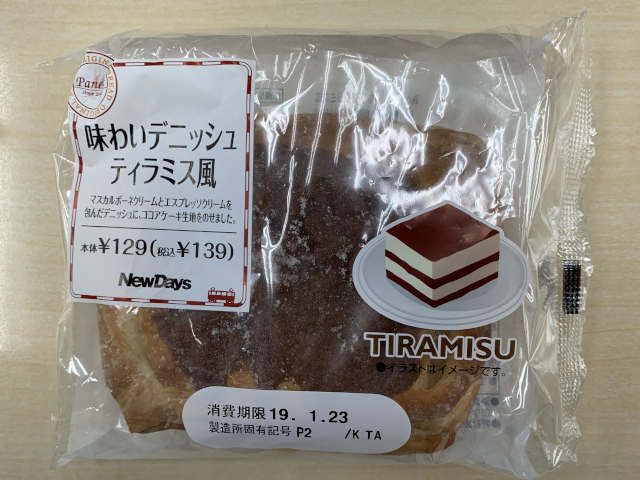 ORIGINAL BREAD
Pane
味わいデニッシュ
ティラミス風
マスカルポーネクリームとエスプレッソクリームを
包んだデニッシュに、ココアケーキ生地をのせました。
本体¥129(税込¥139)
NewDays
TIRAMISU
●イラストはイメージです。
消費期限19. 1.23
製造所固有記号 P2 /K TA